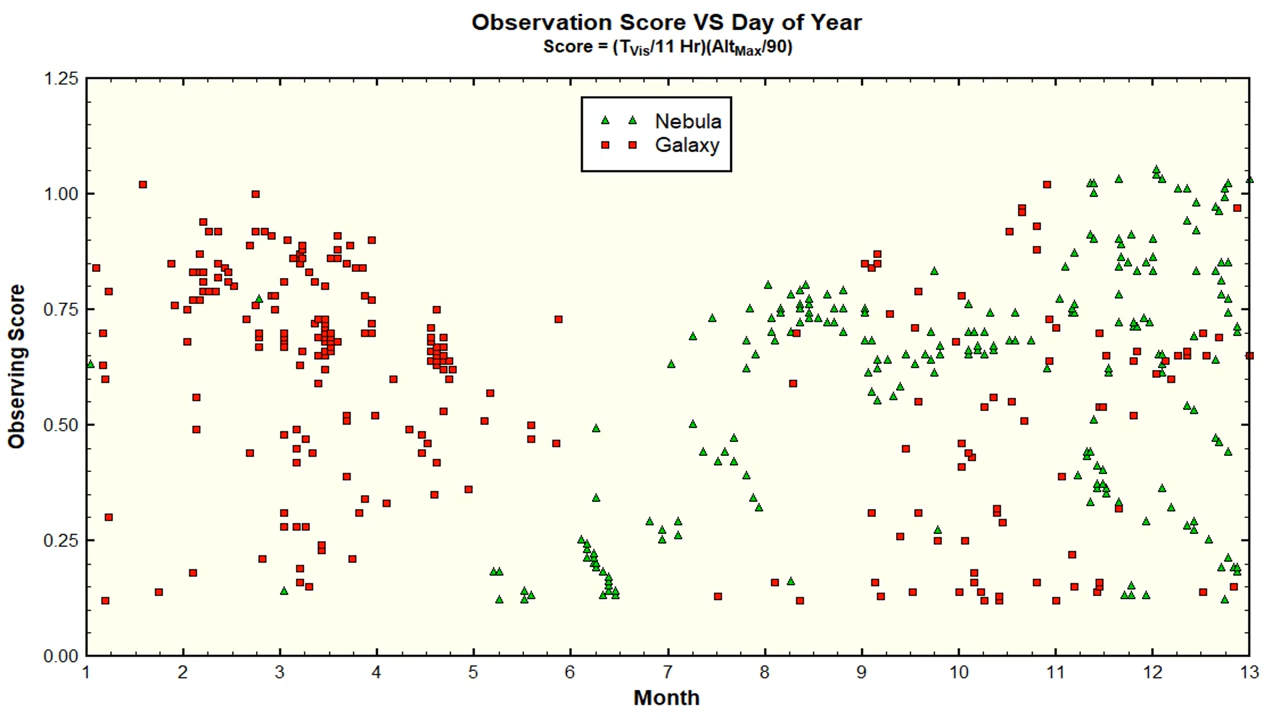 Observation Score VS Day of Year
Score = (TVis/11 Hr)(AltMax/90)
1.25
1.00
0.75
0.50
0.25
0.00
Observing Score
Nebula
Galaxy
1 2 3 4 5 6 7 8 9 10 11 12 13
Month